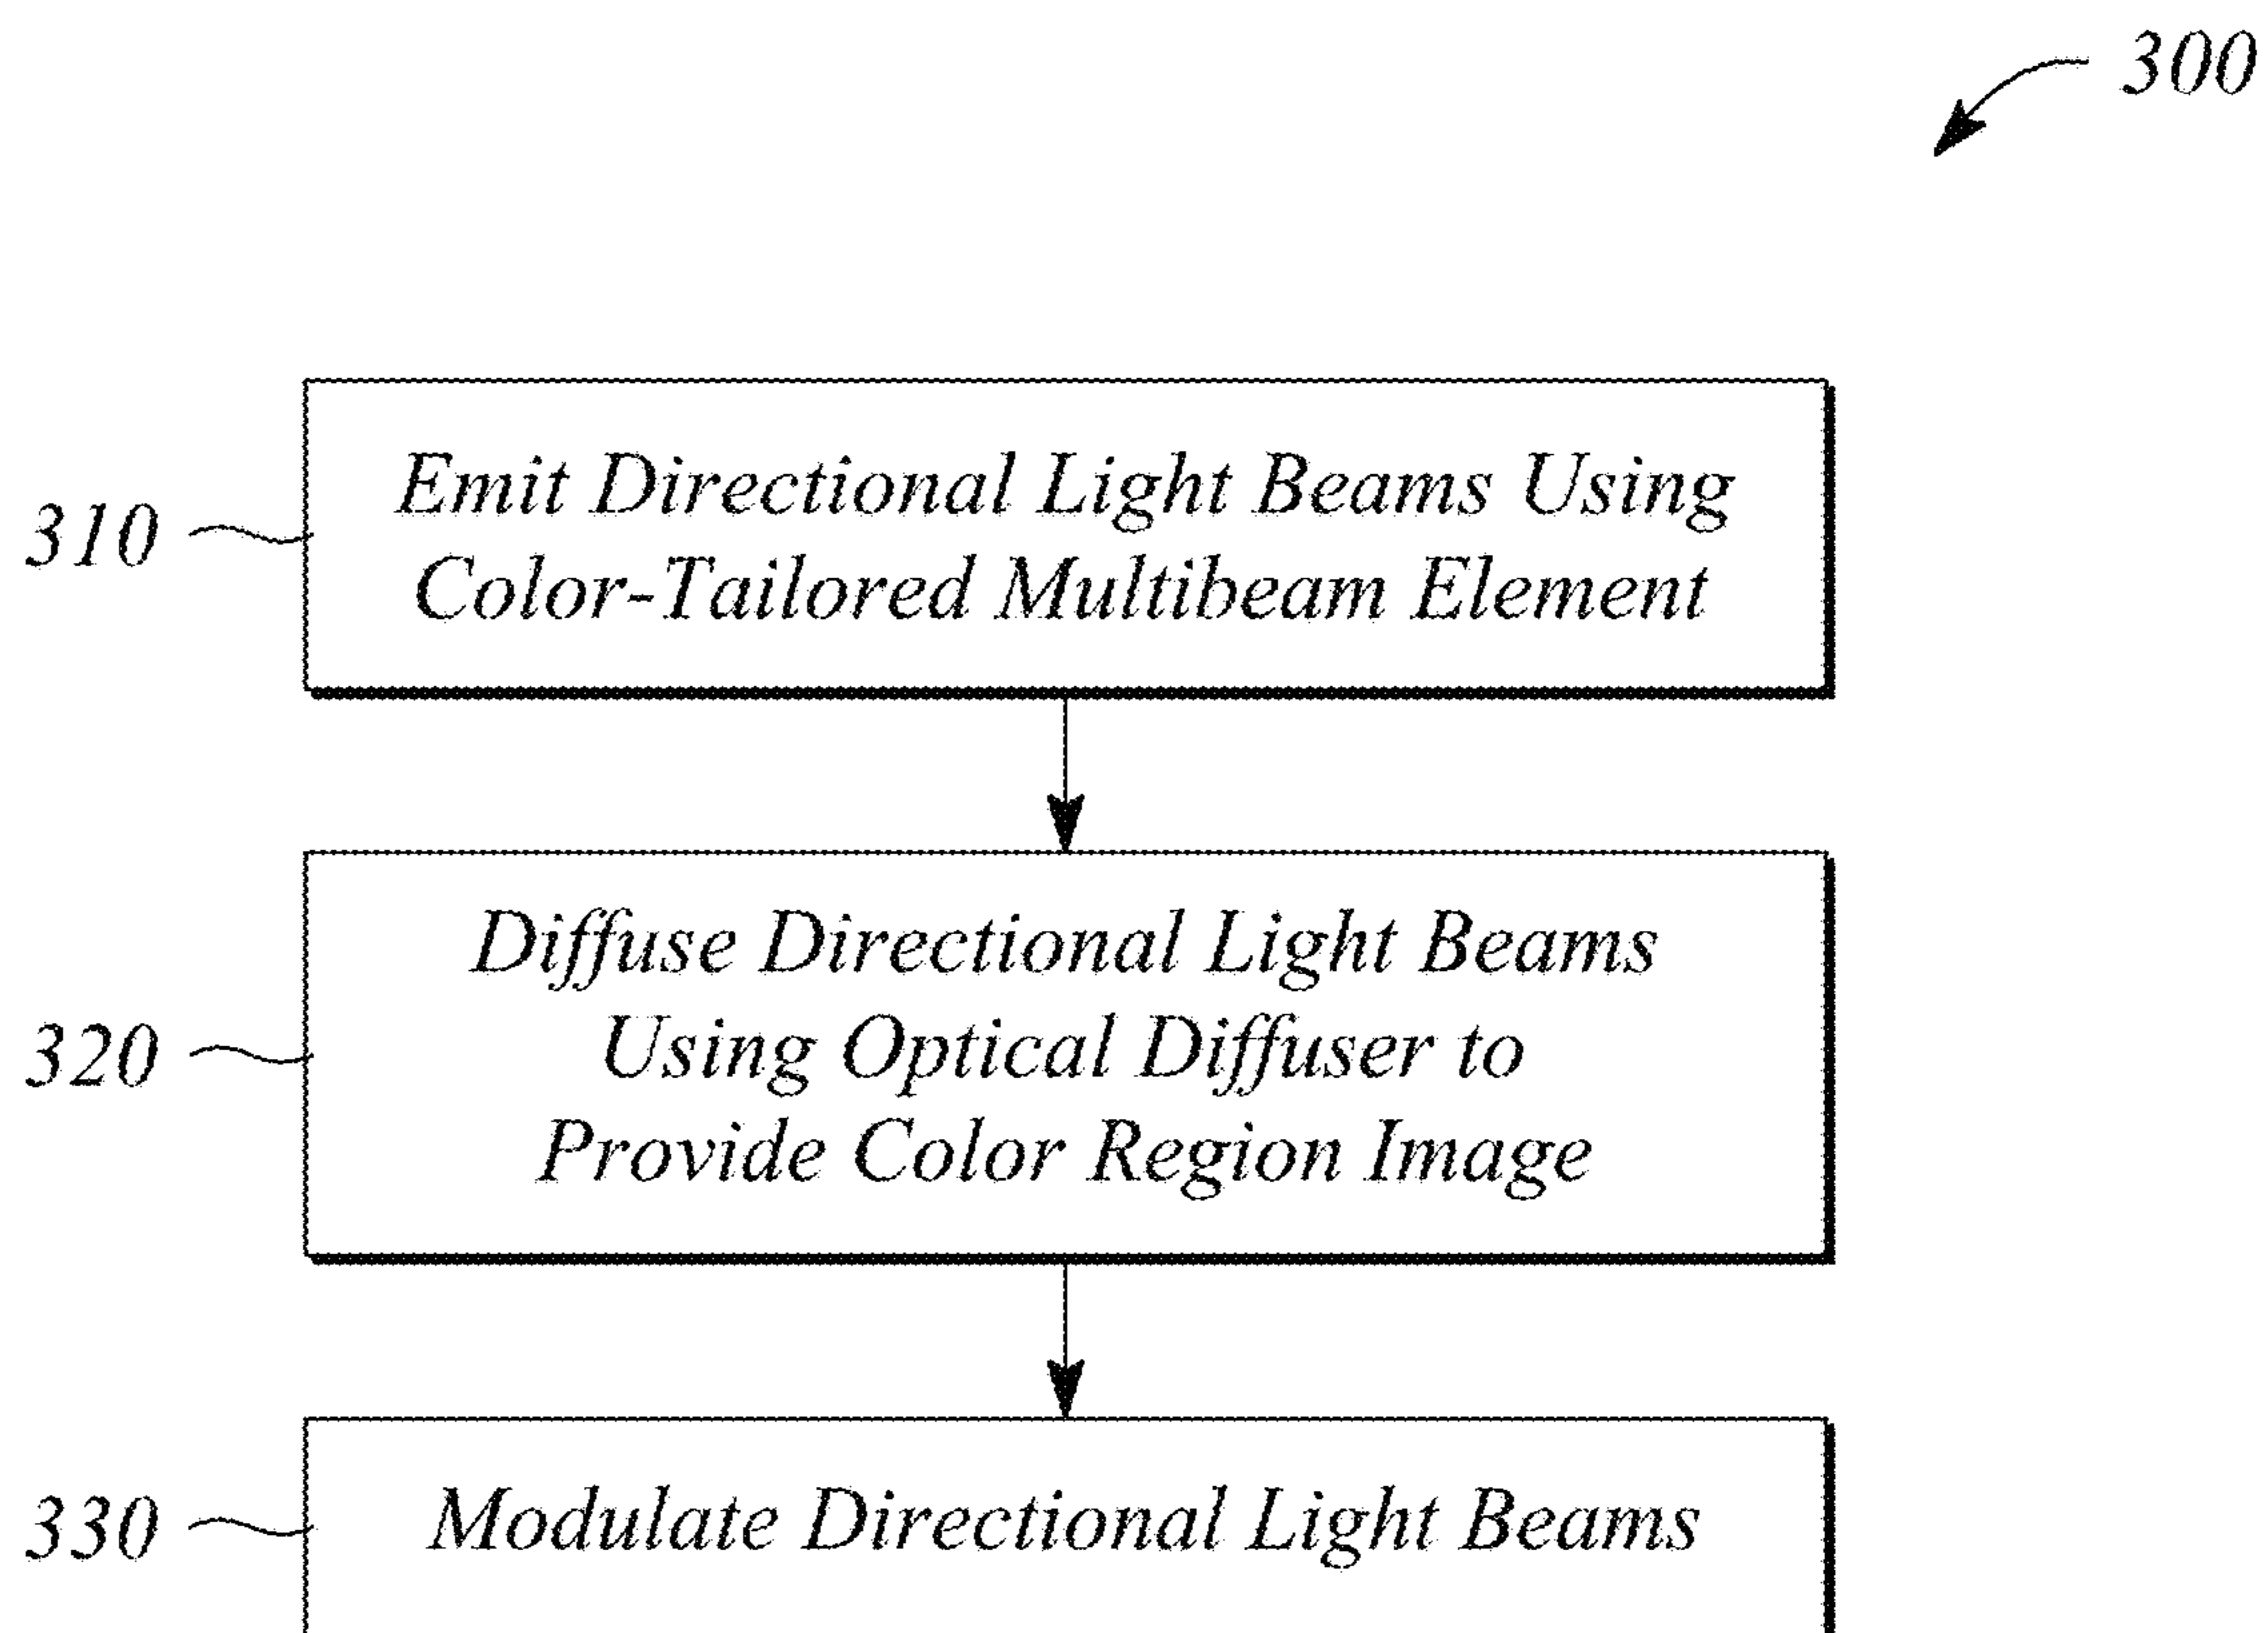 300
310
Emit Directional Light Beams Using
Color-Tailored Multibeam Element
320
Diffuse Directional Light Beams
Using Optical Diffuser to
Provide Color Region Image
330
Modulate Directional Light Beams